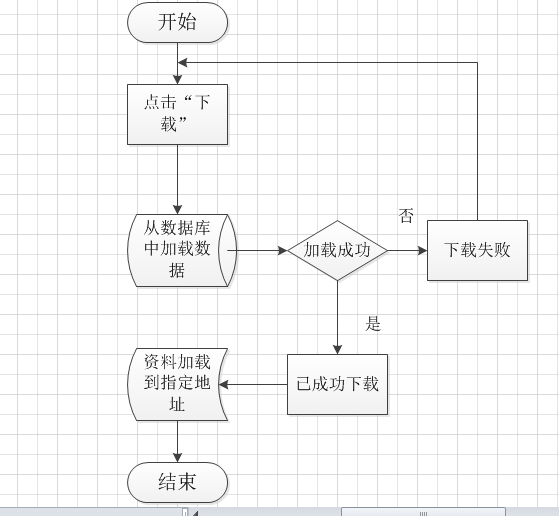 开始
点击“下
载”
从数据库
中加载数
据
加载成功
否
下载失败
是
资料加载
到指定地
址
已成功下载
结束